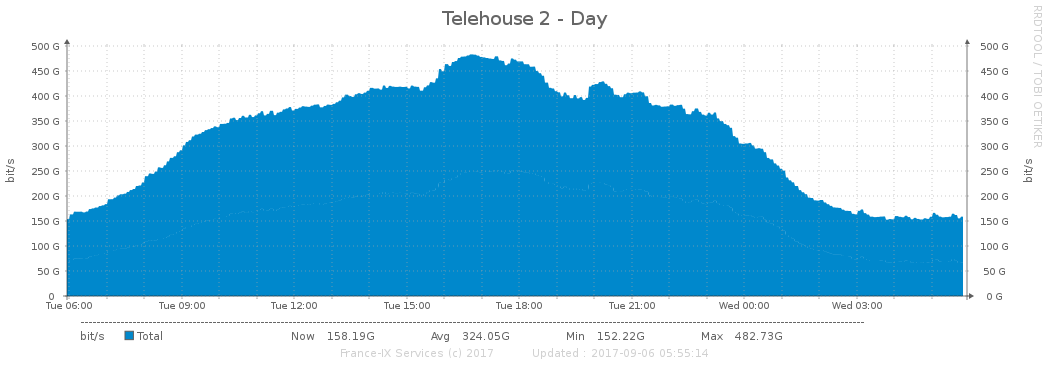 Telehouse 2 - Day
RRDTOOL / TOBI OETIKER
bit/s
500 G 500 G
450 G 450 G
400 G 400 G
350 G 350 G
300 G 300 G
250 G 250 G
200 G 200 G
150 G 150 G
100 G 100 G
50 G 50 G
0 0 G
bit/s
Tue 06:00 Tue 09:00 Tue 12:00 Tue 15:00 Tue 18:00 Tue 21:00 Wed 00:00 Wed 03:00
bit/s Total Now 158.19G Avg 324.05G Min 152.22G Max 482.73G
France-IX Services (c) 2017 Updated : 2017-09-06 05:55:14